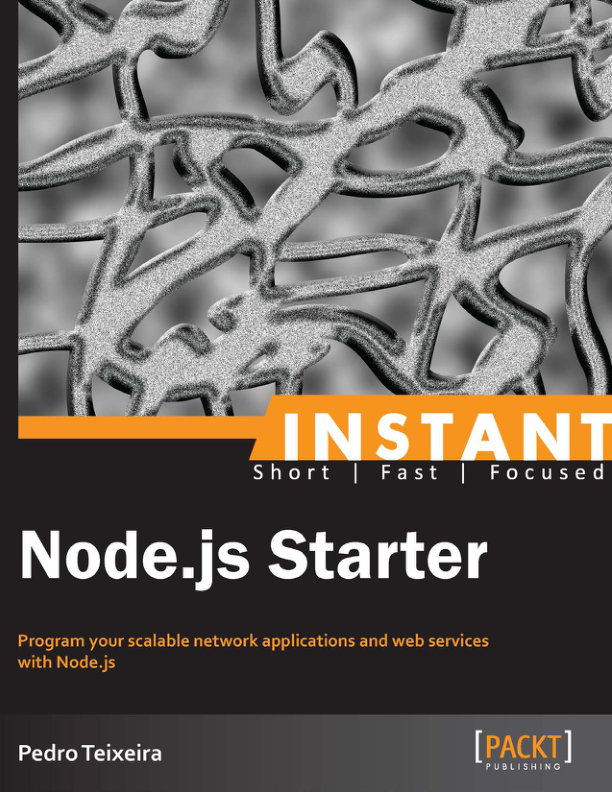 INSTANT
Short | Fast | Focused
Node.js Starter
Program your scalable network applications and web services
with Node.js
Pedro Teixeira
[PACKT]
PUBLISHING